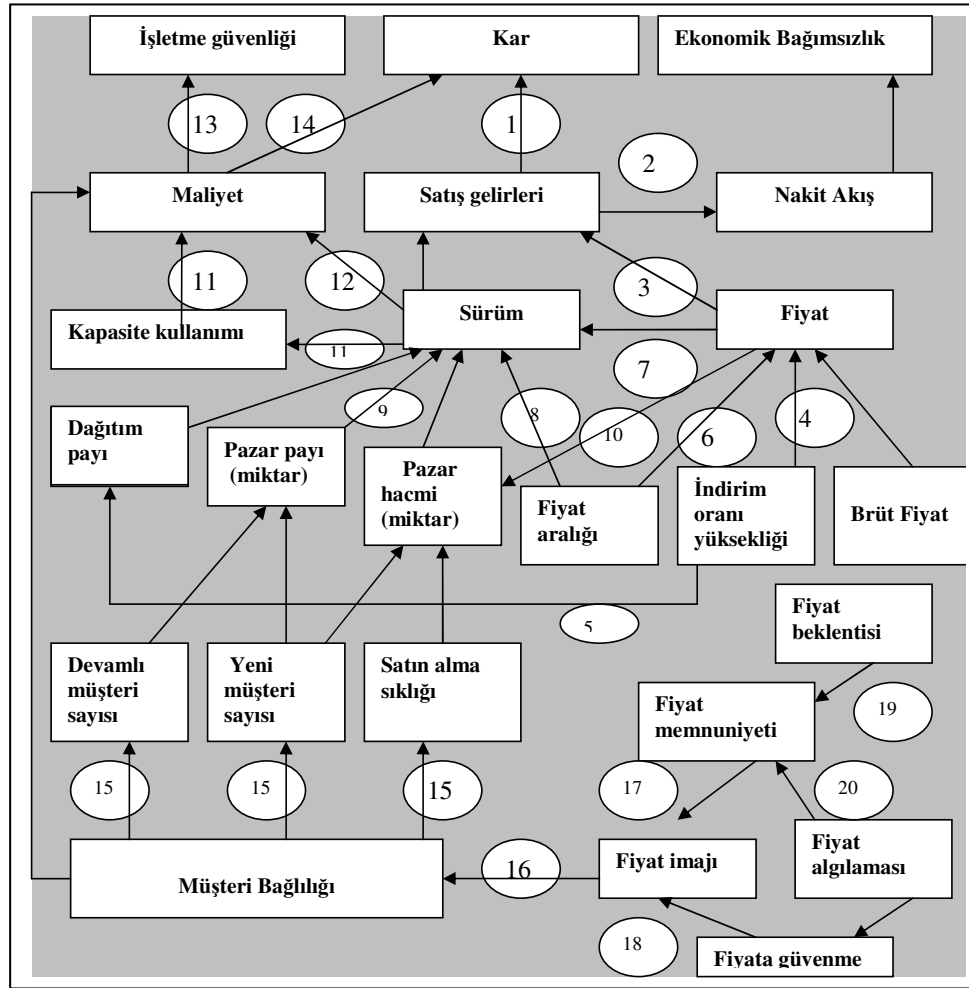 İşletme güvenliği
Kar
Ekonomik Bağımsızlık
13
14
1
2
Maliyet
Satış gelirleri
Nakit Akış
11
12
3
Kapasite kullanımı
Sürüm
Fiyat
11
7
9
8
10
6
4
Dağıtım
payı
Pazar payı
(miktar)
Pazar
hacmi
(miktar)
Fiyat
aralığı
İndirim
oranı
yüksekliği
Brüt Fiyat
5
Fiyat
beklentisi
Devamlı
müşteri
sayısı
Yeni
müşteri
sayısı
Satın alma
sıklığı
Fiyat
memnuniyeti
19
15
15
15
17
20
Müşteri Bağlılığı
16
Fiyat imajı
Fiyat
algılaması
18
Fiyata güvenme